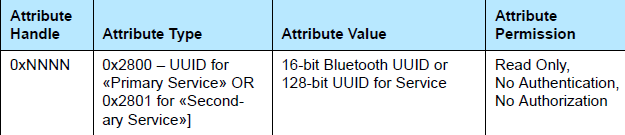 Attribute Handle
Attribute Type
Attribute Value
Attribute Permission
0xNNNN
0x2800 – UUID for
«Primary Service» OR
0x2801 for «Second-
ary Service»]
16-bit Bluetooth UUID or
128-bit UUID for Service
Read Only,
No Authentication,
No Authorization